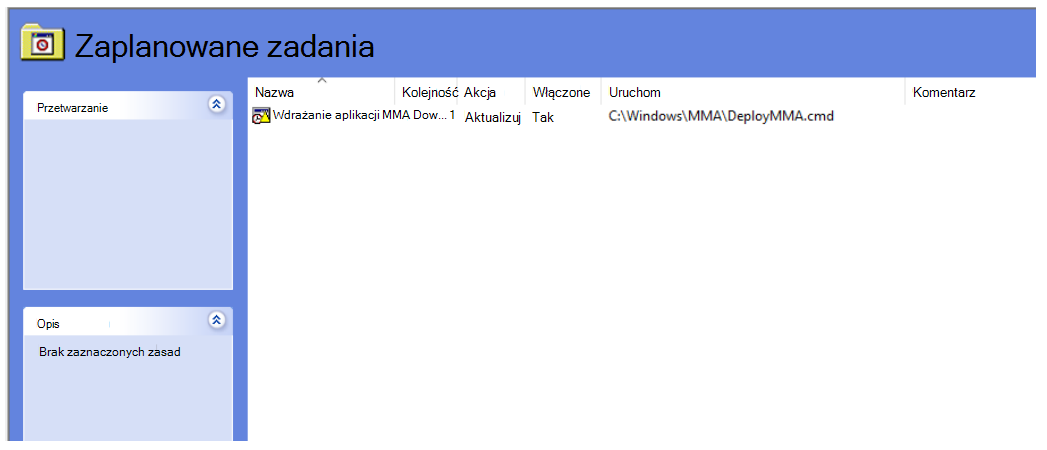 Zaplanowane zadania
Przetwarzanie
Nazwa Kolejność Akcja Włączone Uruchom Komentarz
Wdrażanie aplikacji MMA Dow... 1 Aktualizuj Tak C:\Windows\MMA\DeployMMA.cmd
Opis
Brak zaznaczonych zasad